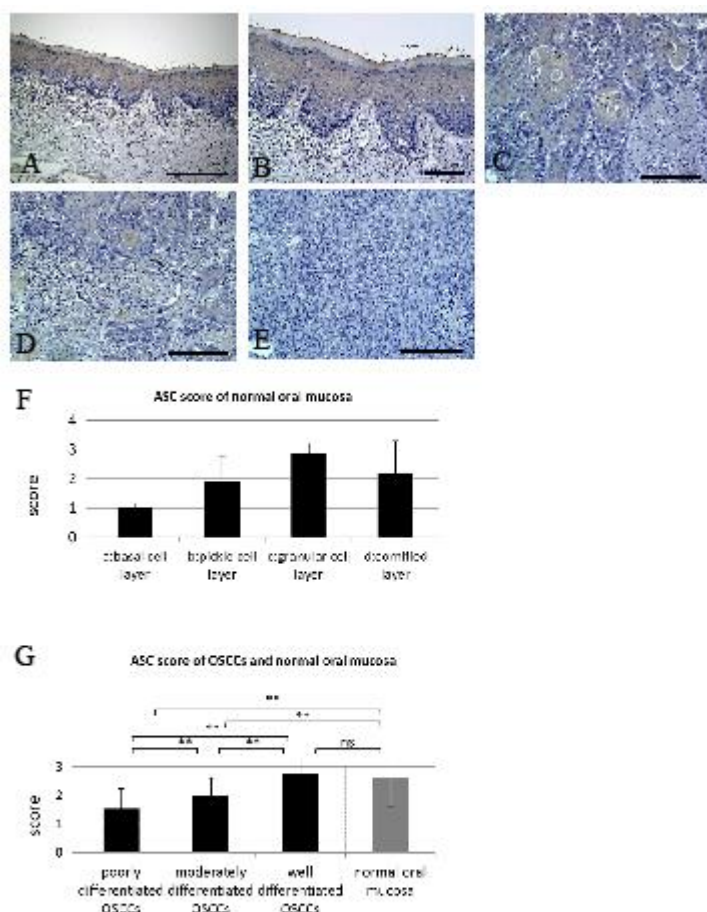 A
B
C
D
E
F
ASC score of normal oral mucosa
4
3
2
1
0
score
a:basal cell layer
b:pickle cell layer
c:granular cell layer
d:cornified layer
G
ASC score of OSCCs and normal oral mucosa
**
**
**
**
**
ns
3
2
1
0
score
poorly differentiated OSCCs
moderately differentiated OSCCs
well differentiated OSCCs
normal oral mucosa